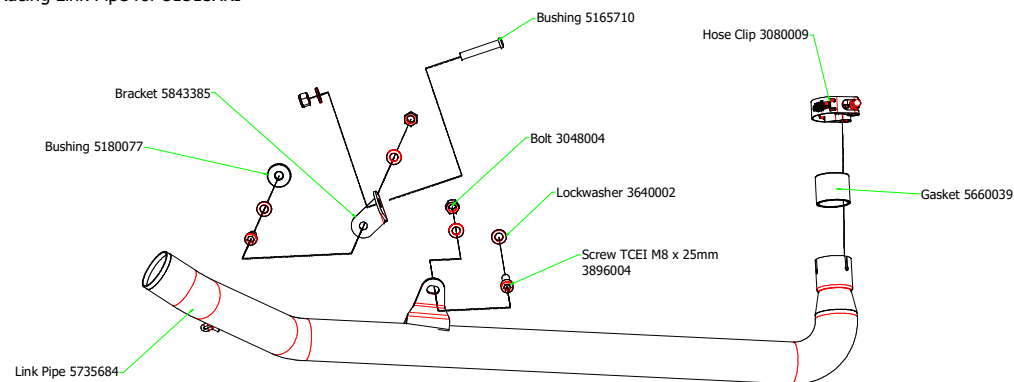 Bushing 5165710
Hose Clip 3080009
Bracket 5843385
Bushing 5180077
Bolt 3048004
Lockwasher 3640002
Gasket 5660039
Screw TCEI M8 x 25mm
3896004
Link Pipe 5735684